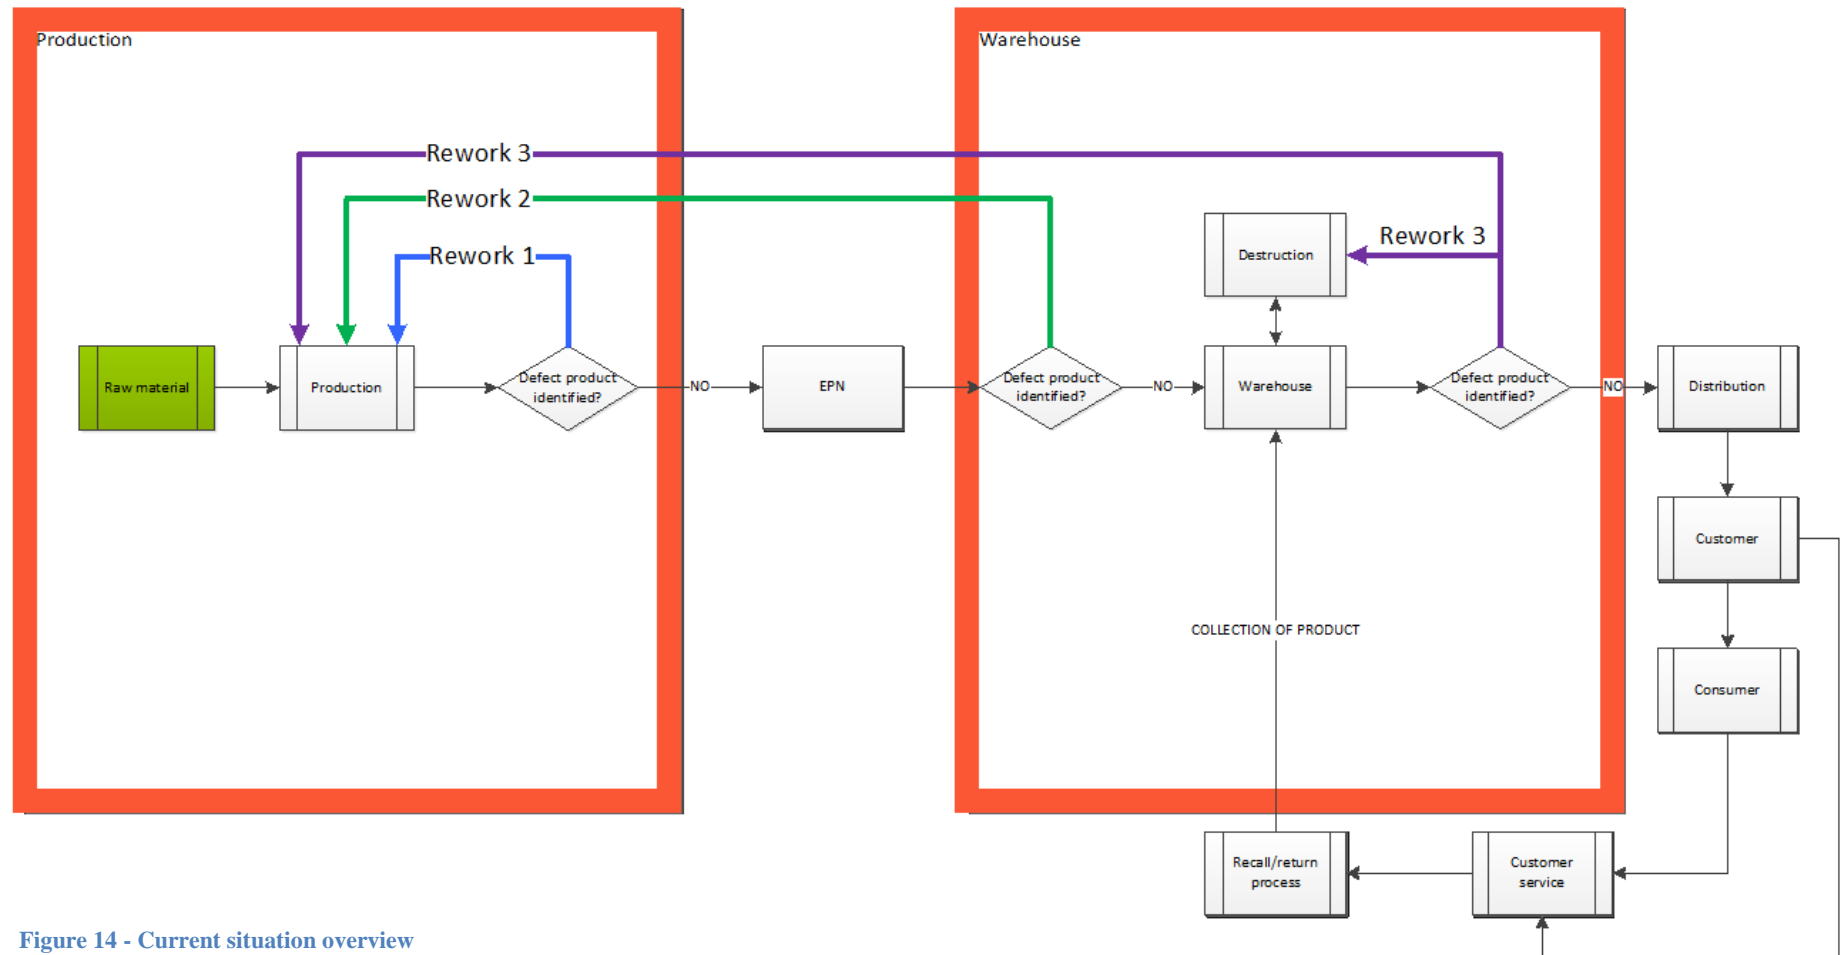 Production
Warehouse
Rework 3
Rework 2
Rework 3
Rework 1
Destruction
Raw material
Production
Defect product
identified?
NO
EPN
Defect product
identified?
NO
Warehouse
Defect product
identified?
NO
Distribution
Customer
COLLECTION OF PRODUCT
Consumer
Recall/return
process
Customer
service
Figure 14 - Current situation overview